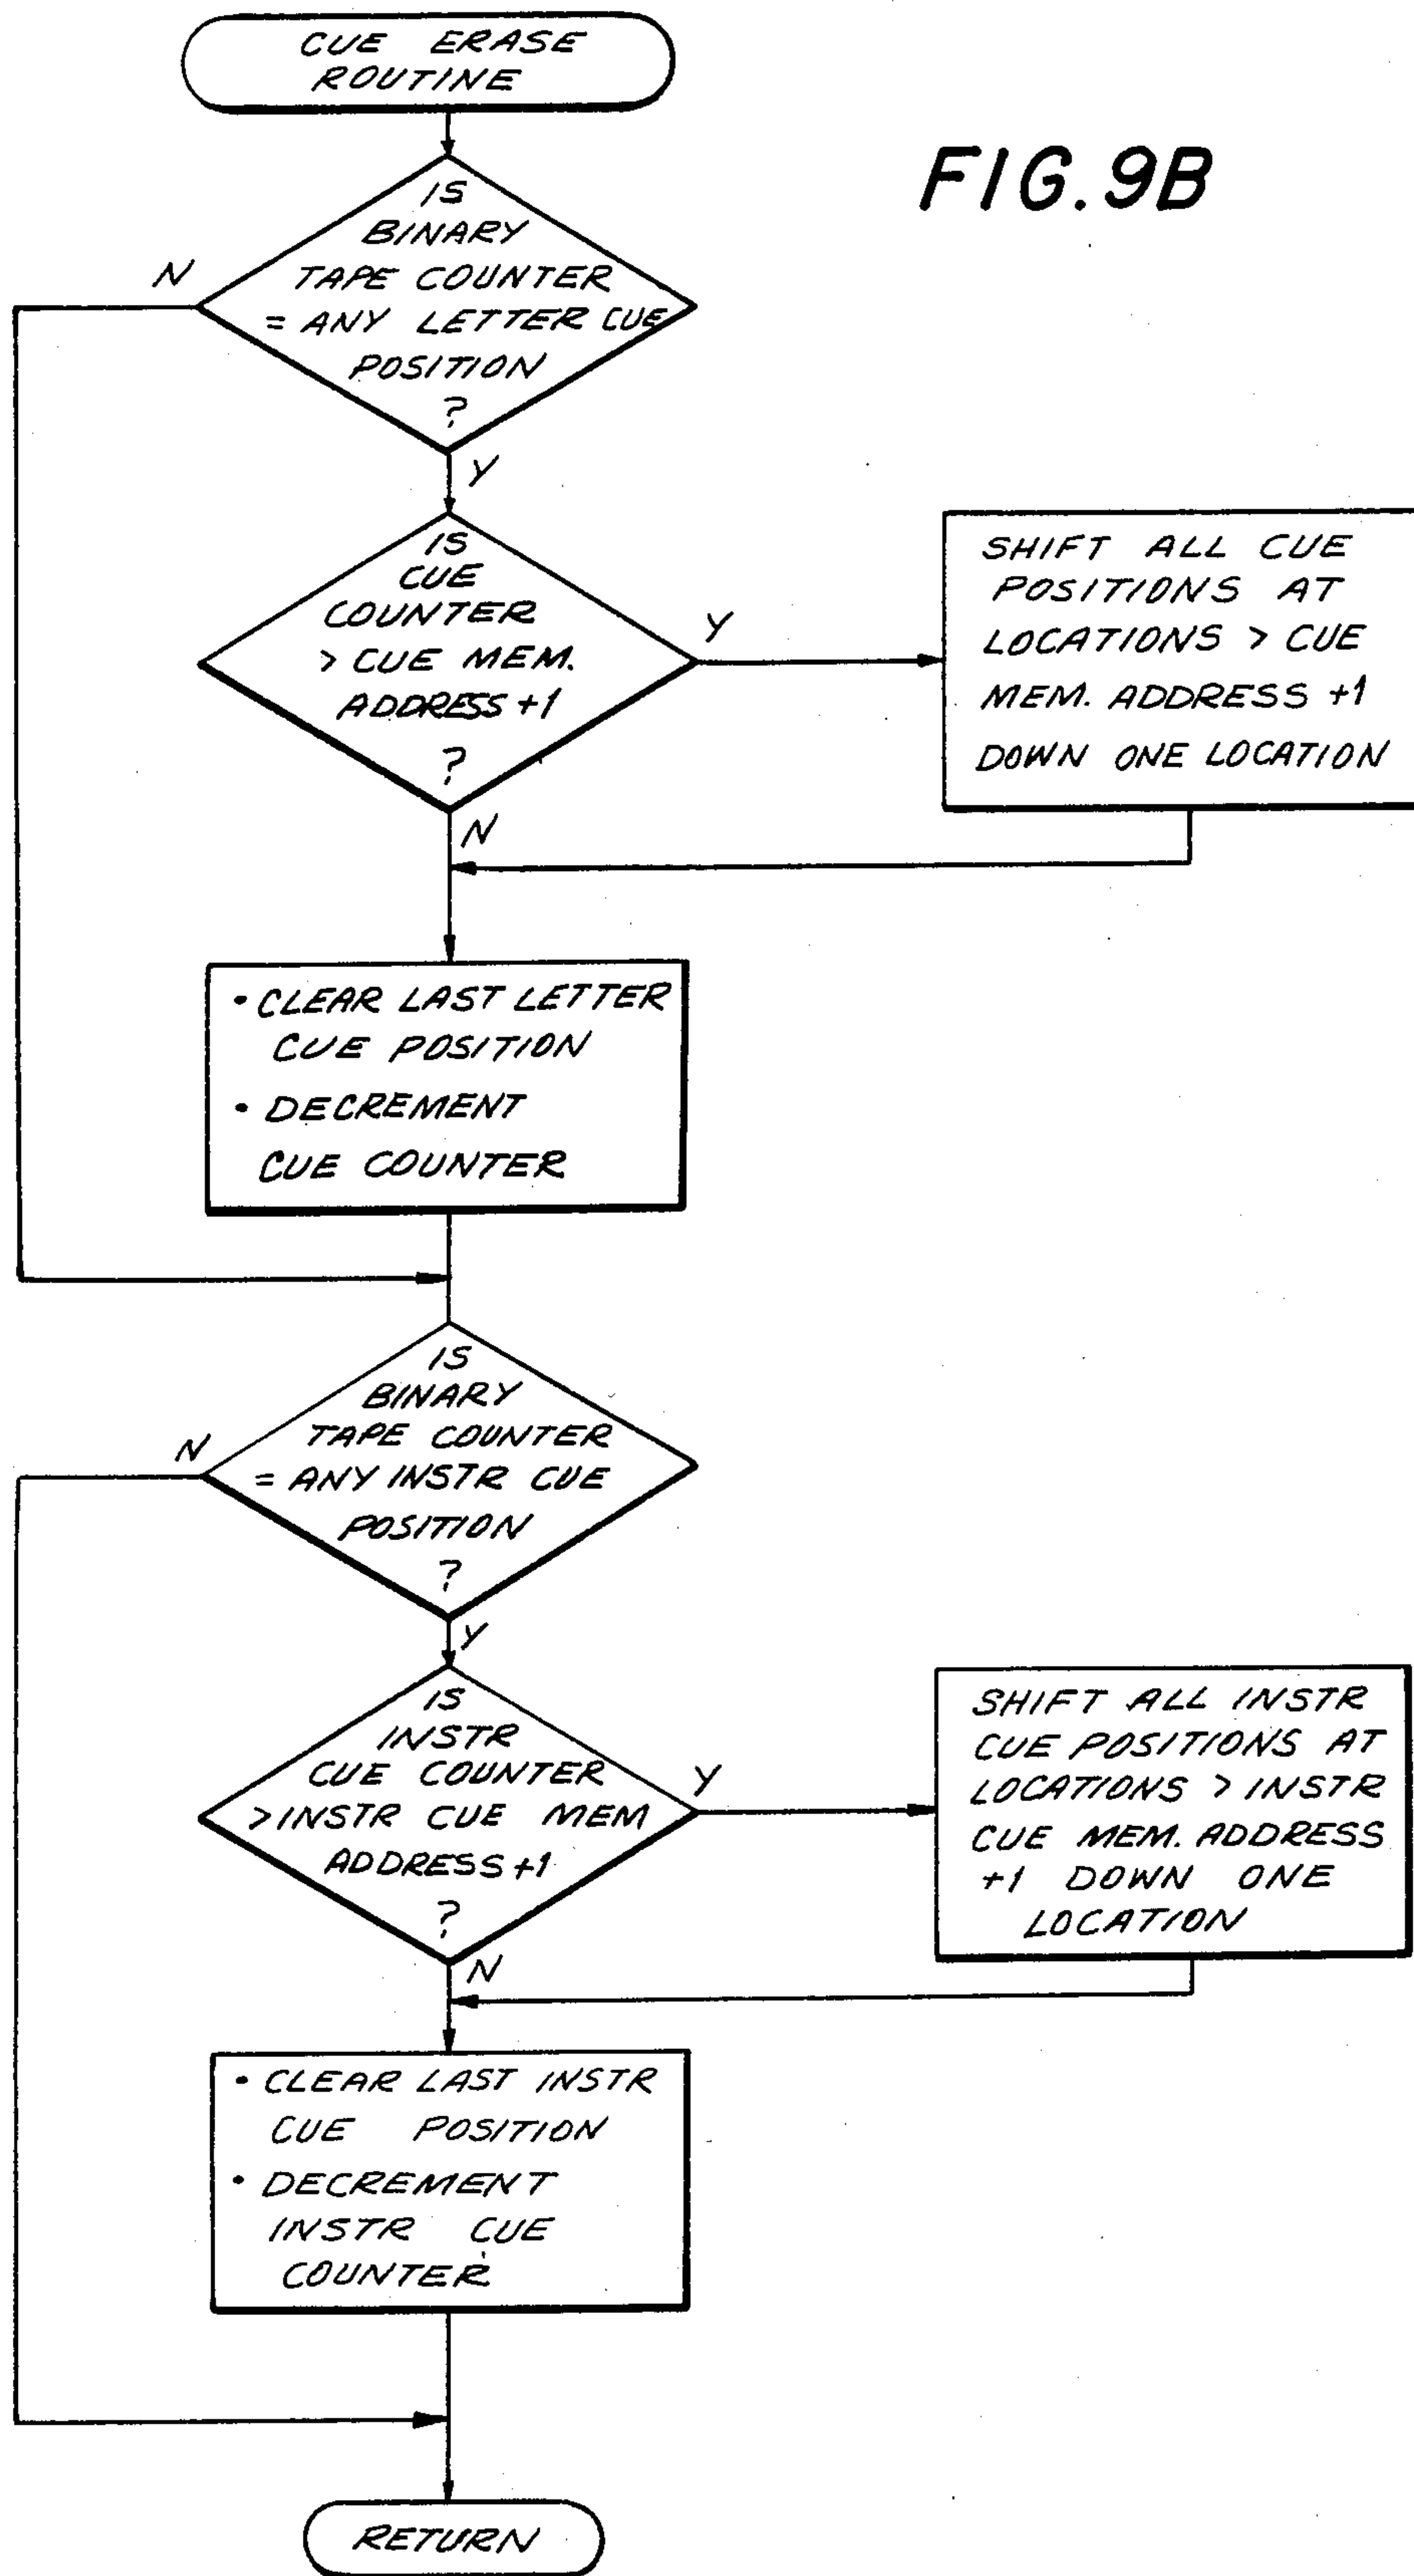 CUE ERASE
ROUTINE
FIG. 9B
IS
BINARY
TAPE COUNTER
= ANY LETTER CUE
POSITION
?
N
Y
IS
CUE
COUNTER
> CUE MEM.
ADDRESS +1
?
Y
N
SHIFT ALL CUE
POSITIONS AT
LOCATIONS > CUE
MEM. ADDRESS +1
DOWN ONE LOCATION
• CLEAR LAST LETTER
CUE POSITION
• DECREMENT
CUE COUNTER
IS
BINARY
TAPE COUNTER
= ANY INSTR CUE
POSITION
?
N
Y
IS
INSTR
CUE COUNTER
> INSTR CUE MEM
ADDRESS +1
?
Y
N
SHIFT ALL INSTR
CUE POSITIONS AT
LOCATIONS > INSTR
CUE MEM. ADDRESS
+1 DOWN ONE
LOCATION
• CLEAR LAST INSTR
CUE POSITION
• DECREMENT
INSTR CUE
COUNTER
RETURN